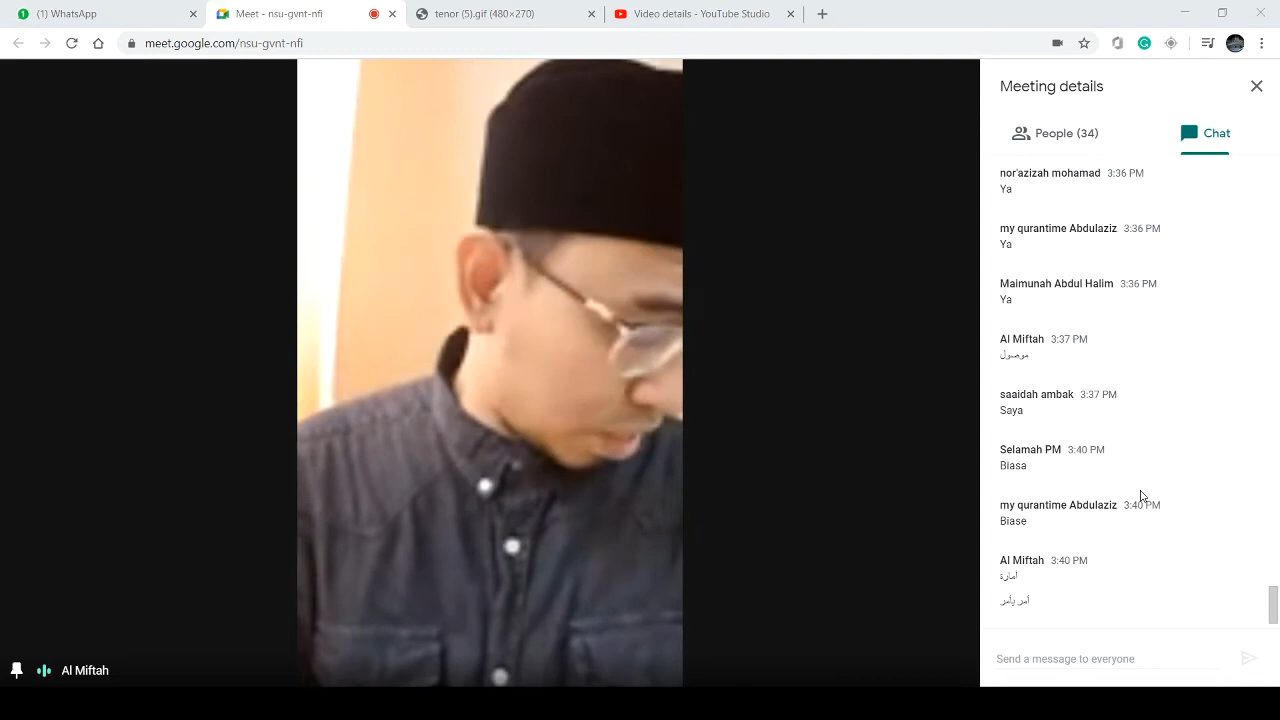 (1) WhatsApp
Meet - nsu-gvnt-nfi
tenor (5).gif (480×270)
Video details - YouTube Studio
meet.google.com/nsu-gvnt-nfi
Meeting details
People (34)
Chat
nor'azizah mohamad 3:36 PM
Ya
my qurantime Abdulaziz 3:36 PM
Ya
Maimunah Abdul Halim 3:36 PM
Ya
Al Miftah 3:37 PM
موصول
saaidah ambak 3:37 PM
Saya
Selamah PM 3:40 PM
Biasa
my qurantime Abdulaziz 3:40 PM
Biase
Al Miftah 3:40 PM
أمارة
أمر يأمر
Send a message to everyone
Al Miftah